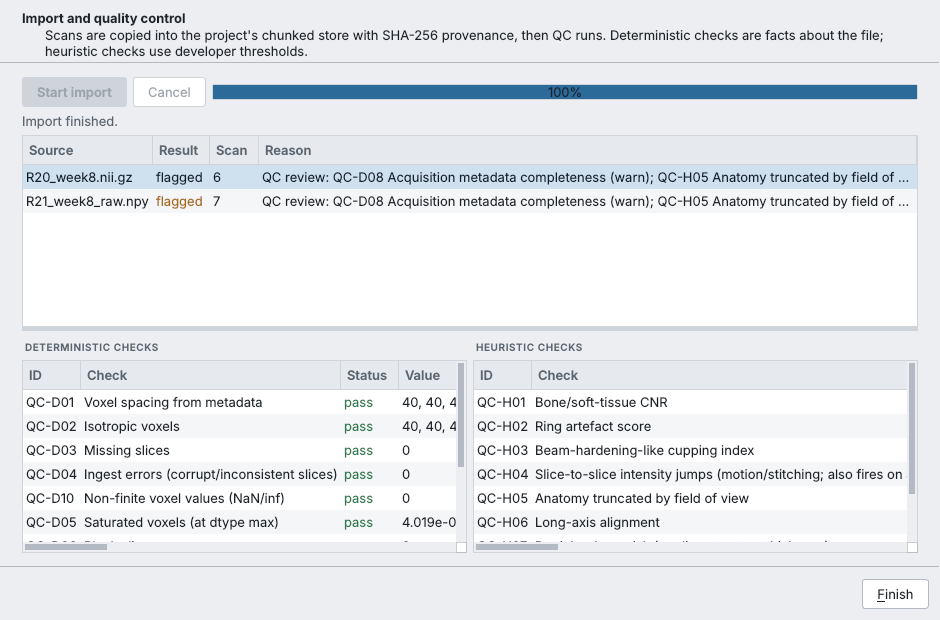 Import and quality control
Scans are copied into the project's chunked store with SHA-256 provenance, then QC runs. Deterministic checks are facts about the file;
heuristic checks use developer thresholds.
Start import Cancel 100%
Import finished.
Source Result Scan Reason
R20_week8.nii.gz flagged 6 QC review: QC-D08 Acquisition metadata completeness (warn); QC-H05 Anatomy truncated by field of ...
R21_week8_raw.npy flagged 7 QC review: QC-D08 Acquisition metadata completeness (warn); QC-H05 Anatomy truncated by field of ...
DETERMINISTIC CHECKS
ID Check Status Value
QC-D01 Voxel spacing from metadata pass 40, 40, 4
QC-D02 Isotropic voxels pass 40, 40, 4
QC-D03 Missing slices pass 0
QC-D04 Ingest errors (corrupt/inconsistent slices) pass 0
QC-D10 Non-finite voxel values (NaN/inf) pass 0
QC-D05 Saturated voxels (at dtype max) pass 4.019e-0
HEURISTIC CHECKS
ID Check
QC-H01 Bone/soft-tissue CNR
QC-H02 Ring artefact score
QC-H03 Beam-hardening-like cupping index
QC-H04 Slice-to-slice intensity jumps (motion/stitching; also fires on
QC-H05 Anatomy truncated by field of view
QC-H06 Long-axis alignment
Finish